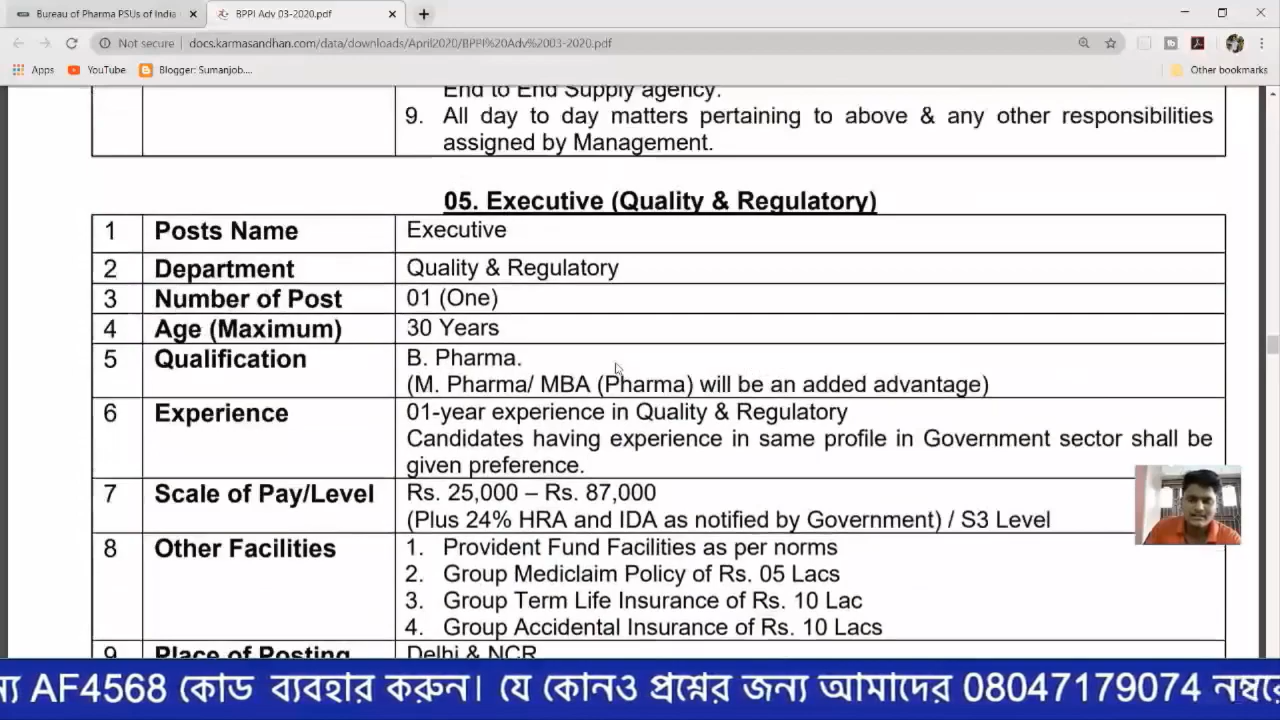 Bureau of Pharma PSUs of India
BPPI Adv 03-2020.pdf
Not secure docs.karmasandhan.com/data/downloads/April2020/BPPI%20Adv%2003-2020.pdf
Apps YouTube Blogger: Sumanjob.... Other bookmarks
End to End Supply agency.
9. All day to day matters pertaining to above & any other responsibilities
assigned by Management.
05. Executive (Quality & Regulatory)
1 Posts Name Executive
2 Department Quality & Regulatory
3 Number of Post 01 (One)
4 Age (Maximum) 30 Years
5 Qualification B. Pharma.
(M. Pharma/ MBA (Pharma) will be an added advantage)
6 Experience 01-year experience in Quality & Regulatory
Candidates having experience in same profile in Government sector shall be
given preference.
7 Scale of Pay/Level Rs. 25,000 – Rs. 87,000
(Plus 24% HRA and IDA as notified by Government) / S3 Level
8 Other Facilities 1. Provident Fund Facilities as per norms
2. Group Mediclaim Policy of Rs. 05 Lacs
3. Group Term Life Insurance of Rs. 10 Lac
4. Group Accidental Insurance of Rs. 10 Lacs
9 Place of Posting Delhi & NCR
ন্য AF4568 কোড ব্যবহার করুন। যে কোনও প্রশ্নের জন্য আমাদের 08047179074 নম্বরে